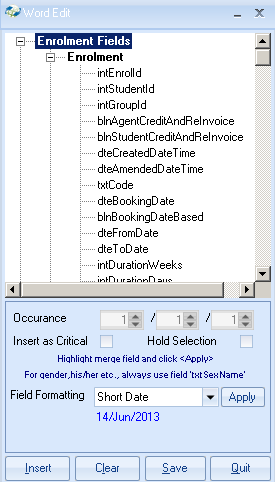 Word Edit
Enrolment Fields
Enrolment
intEnrolId
intStudentId
intGroupId
blnAgentCreditAndReInvoice
blnStudentCreditAndReInvoice
dteCreatedDateTime
dteAmendedDateTime
txtCode
dteBookingDate
blnBookingDateBased
dteFromDate
dteToDate
intDurationWeeks
intDurationDays
Occurance 1 / 1 / 1
Insert as Critical Hold Selection
Highlight merge field and click <Apply>
For gender,his/her etc., always use field 'txtSexName'
Field Formatting Short Date Apply
14/Jun/2013
Insert Clear Save Quit